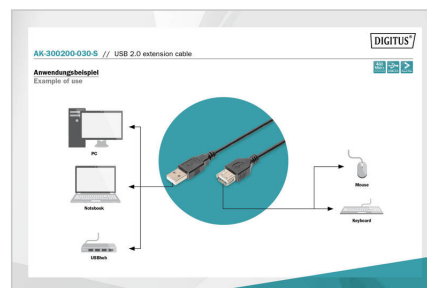 DIGITUS®
AK-300200-030-S // USB 2.0 extension cable
Anwendungsbeispiel
Example of use
PC
Notebook
USBhub
Mouse
Keyboard